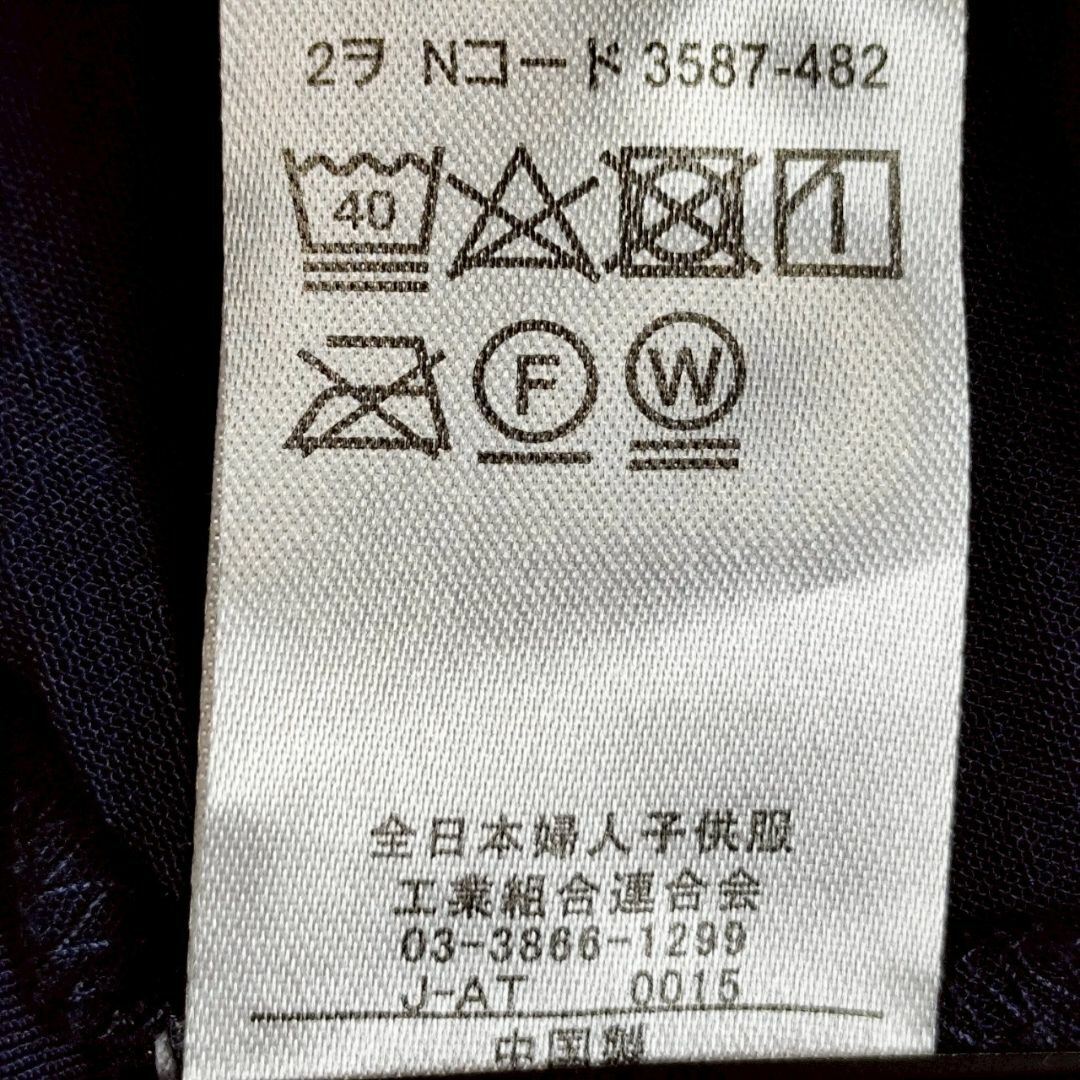 2ヲ Nコード 3587-482
40
F W
全日本婦人子供服
工業組合連合会
03-3866-1299
J-AT 0015
中国製